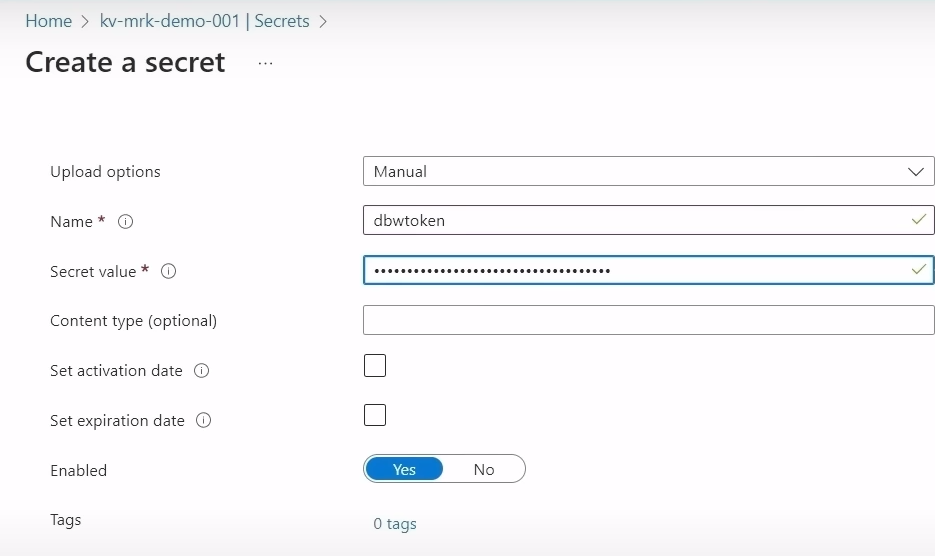 Home > kv-mrk-demo-001 | Secrets >
Create a secret ...
Upload options Manual
Name * dbwtoken
Secret value * ••••••••••••••••••••••••••••••••••••
Content type (optional)
Set activation date
Set expiration date
Enabled Yes No
Tags 0 tags